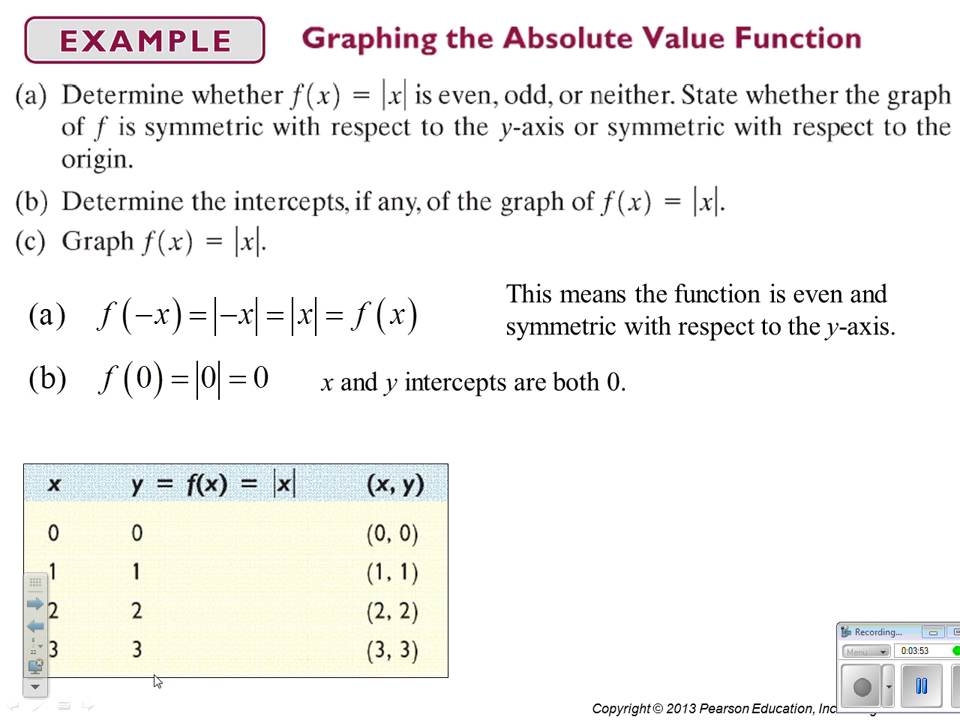 EXAMPLE
Graphing the Absolute Value Function
(a) Determine whether f(x) = |x| is even, odd, or neither. State whether the graph
of f is symmetric with respect to the y-axis or symmetric with respect to the
origin.
(b) Determine the intercepts, if any, of the graph of f(x) = |x|.
(c) Graph f(x) = |x|.
(a) f(−x) = |−x| = |x| = f(x)
This means the function is even and
symmetric with respect to the y-axis.
(b) f(0) = |0| = 0
x and y intercepts are both 0.
x y = f(x) = |x| (x, y)
0 0 (0, 0)
1 1 (1, 1)
2 2 (2, 2)
3 3 (3, 3)
Recording...
Menu 0:03:53
Copyright © 2013 Pearson Education, Inc